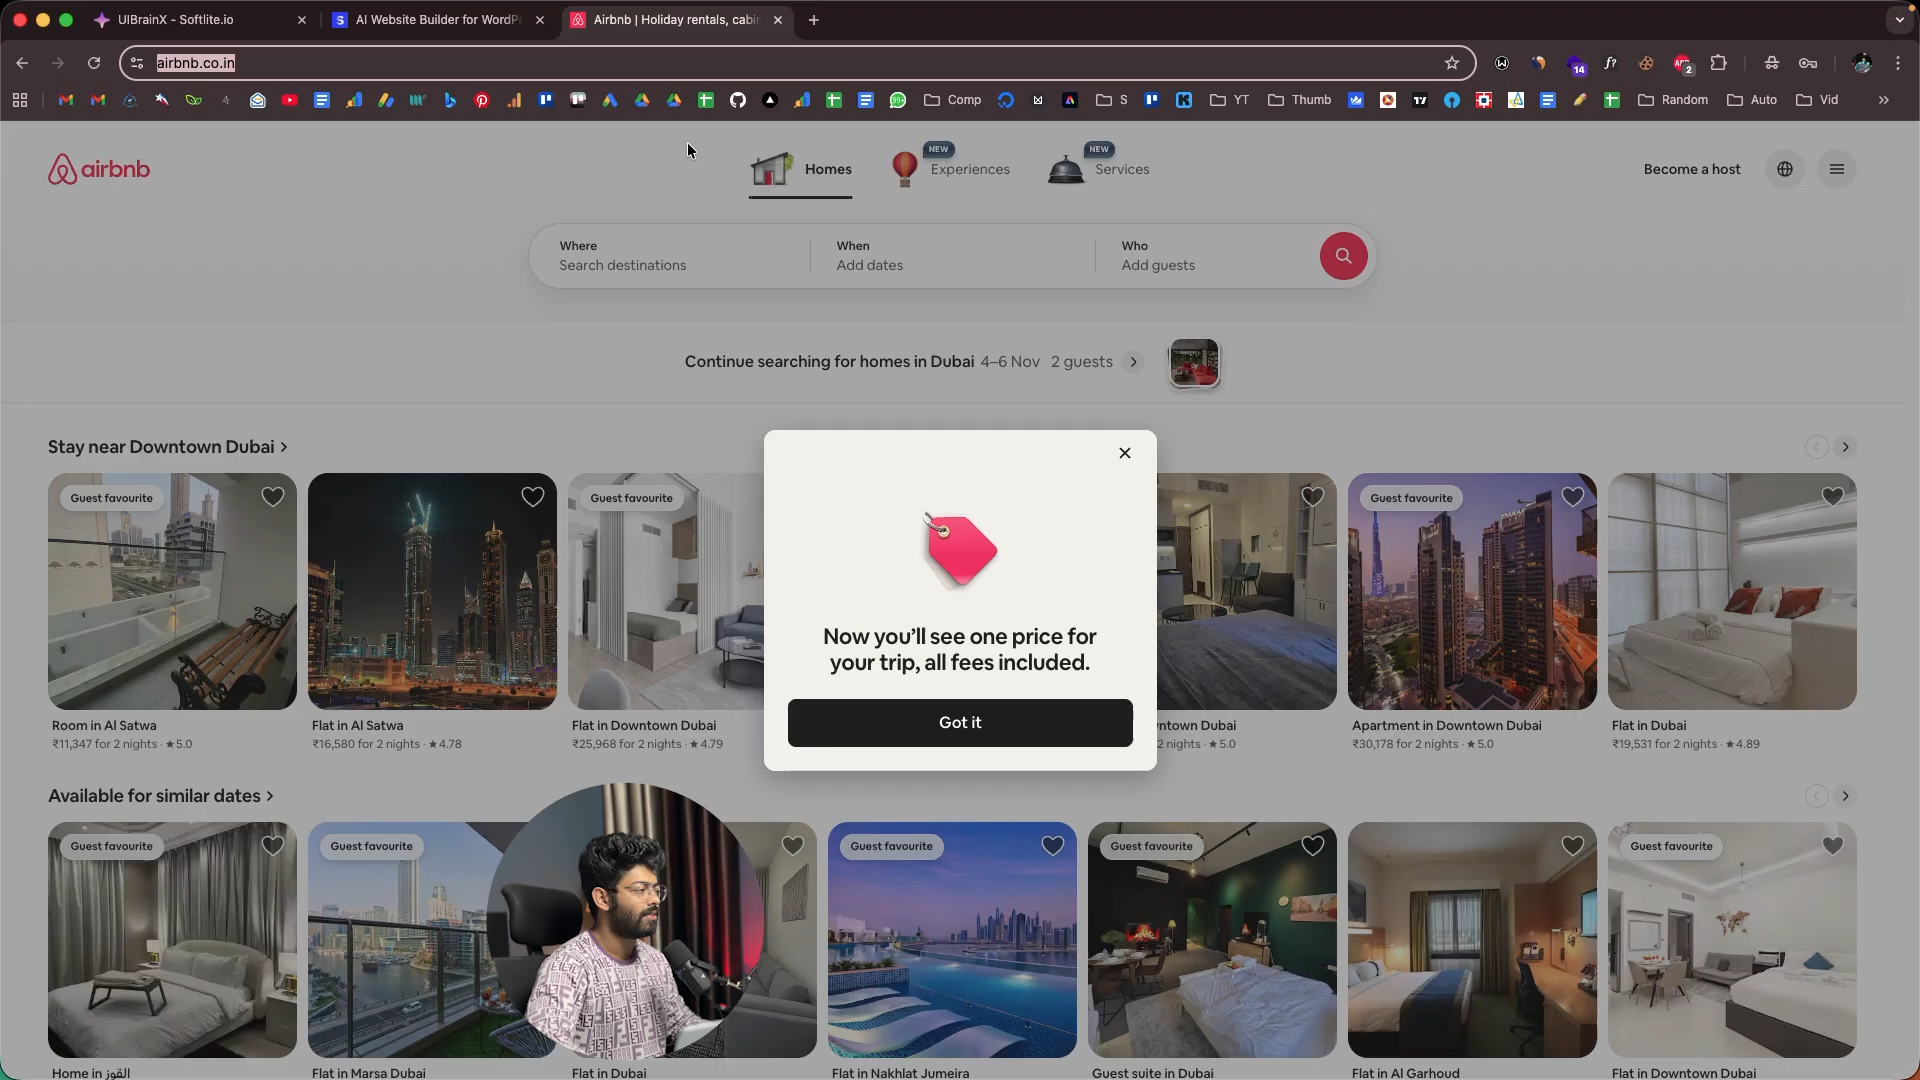 UIBrainX - Softlite.io
AI Website Builder for WordPr
Airbnb | Holiday rentals, cabin
airbnb.co.in
14
f?
2
Comp
S
YT
Thumb
Random
Auto
Vid
airbnb
Homes
NEW
Experiences
NEW
Services
Become a host
Where
Search destinations
When
Add dates
Who
Add guests
Continue searching for homes in Dubai 4–6 Nov · 2 guests
Stay near Downtown Dubai
Guest favourite
Guest favourite
Guest favourite
Room in Al Satwa
₹11,347 for 2 nights · ★ 5.0
Flat in Al Satwa
₹16,580 for 2 nights · ★ 4.78
Flat in Downtown Dubai
₹25,968 for 2 nights · ★ 4.79
Now you’ll see one price for
your trip, all fees included.
Got it
2 nights · ★ 5.0
Apartment in Downtown Dubai
₹30,178 for 2 nights · ★ 5.0
Flat in Dubai
₹19,531 for 2 nights · ★ 4.89
Available for similar dates
Guest favourite
Guest favourite
Guest favourite
Guest favourite
Guest favourite
Guest favourite
Home in القوز
Flat in Marsa Dubai
Flat in Dubai
Flat in Nakhlat Jumeira
Guest suite in Dubai
Flat in Al Garhoud
Flat in Downtown Dubai